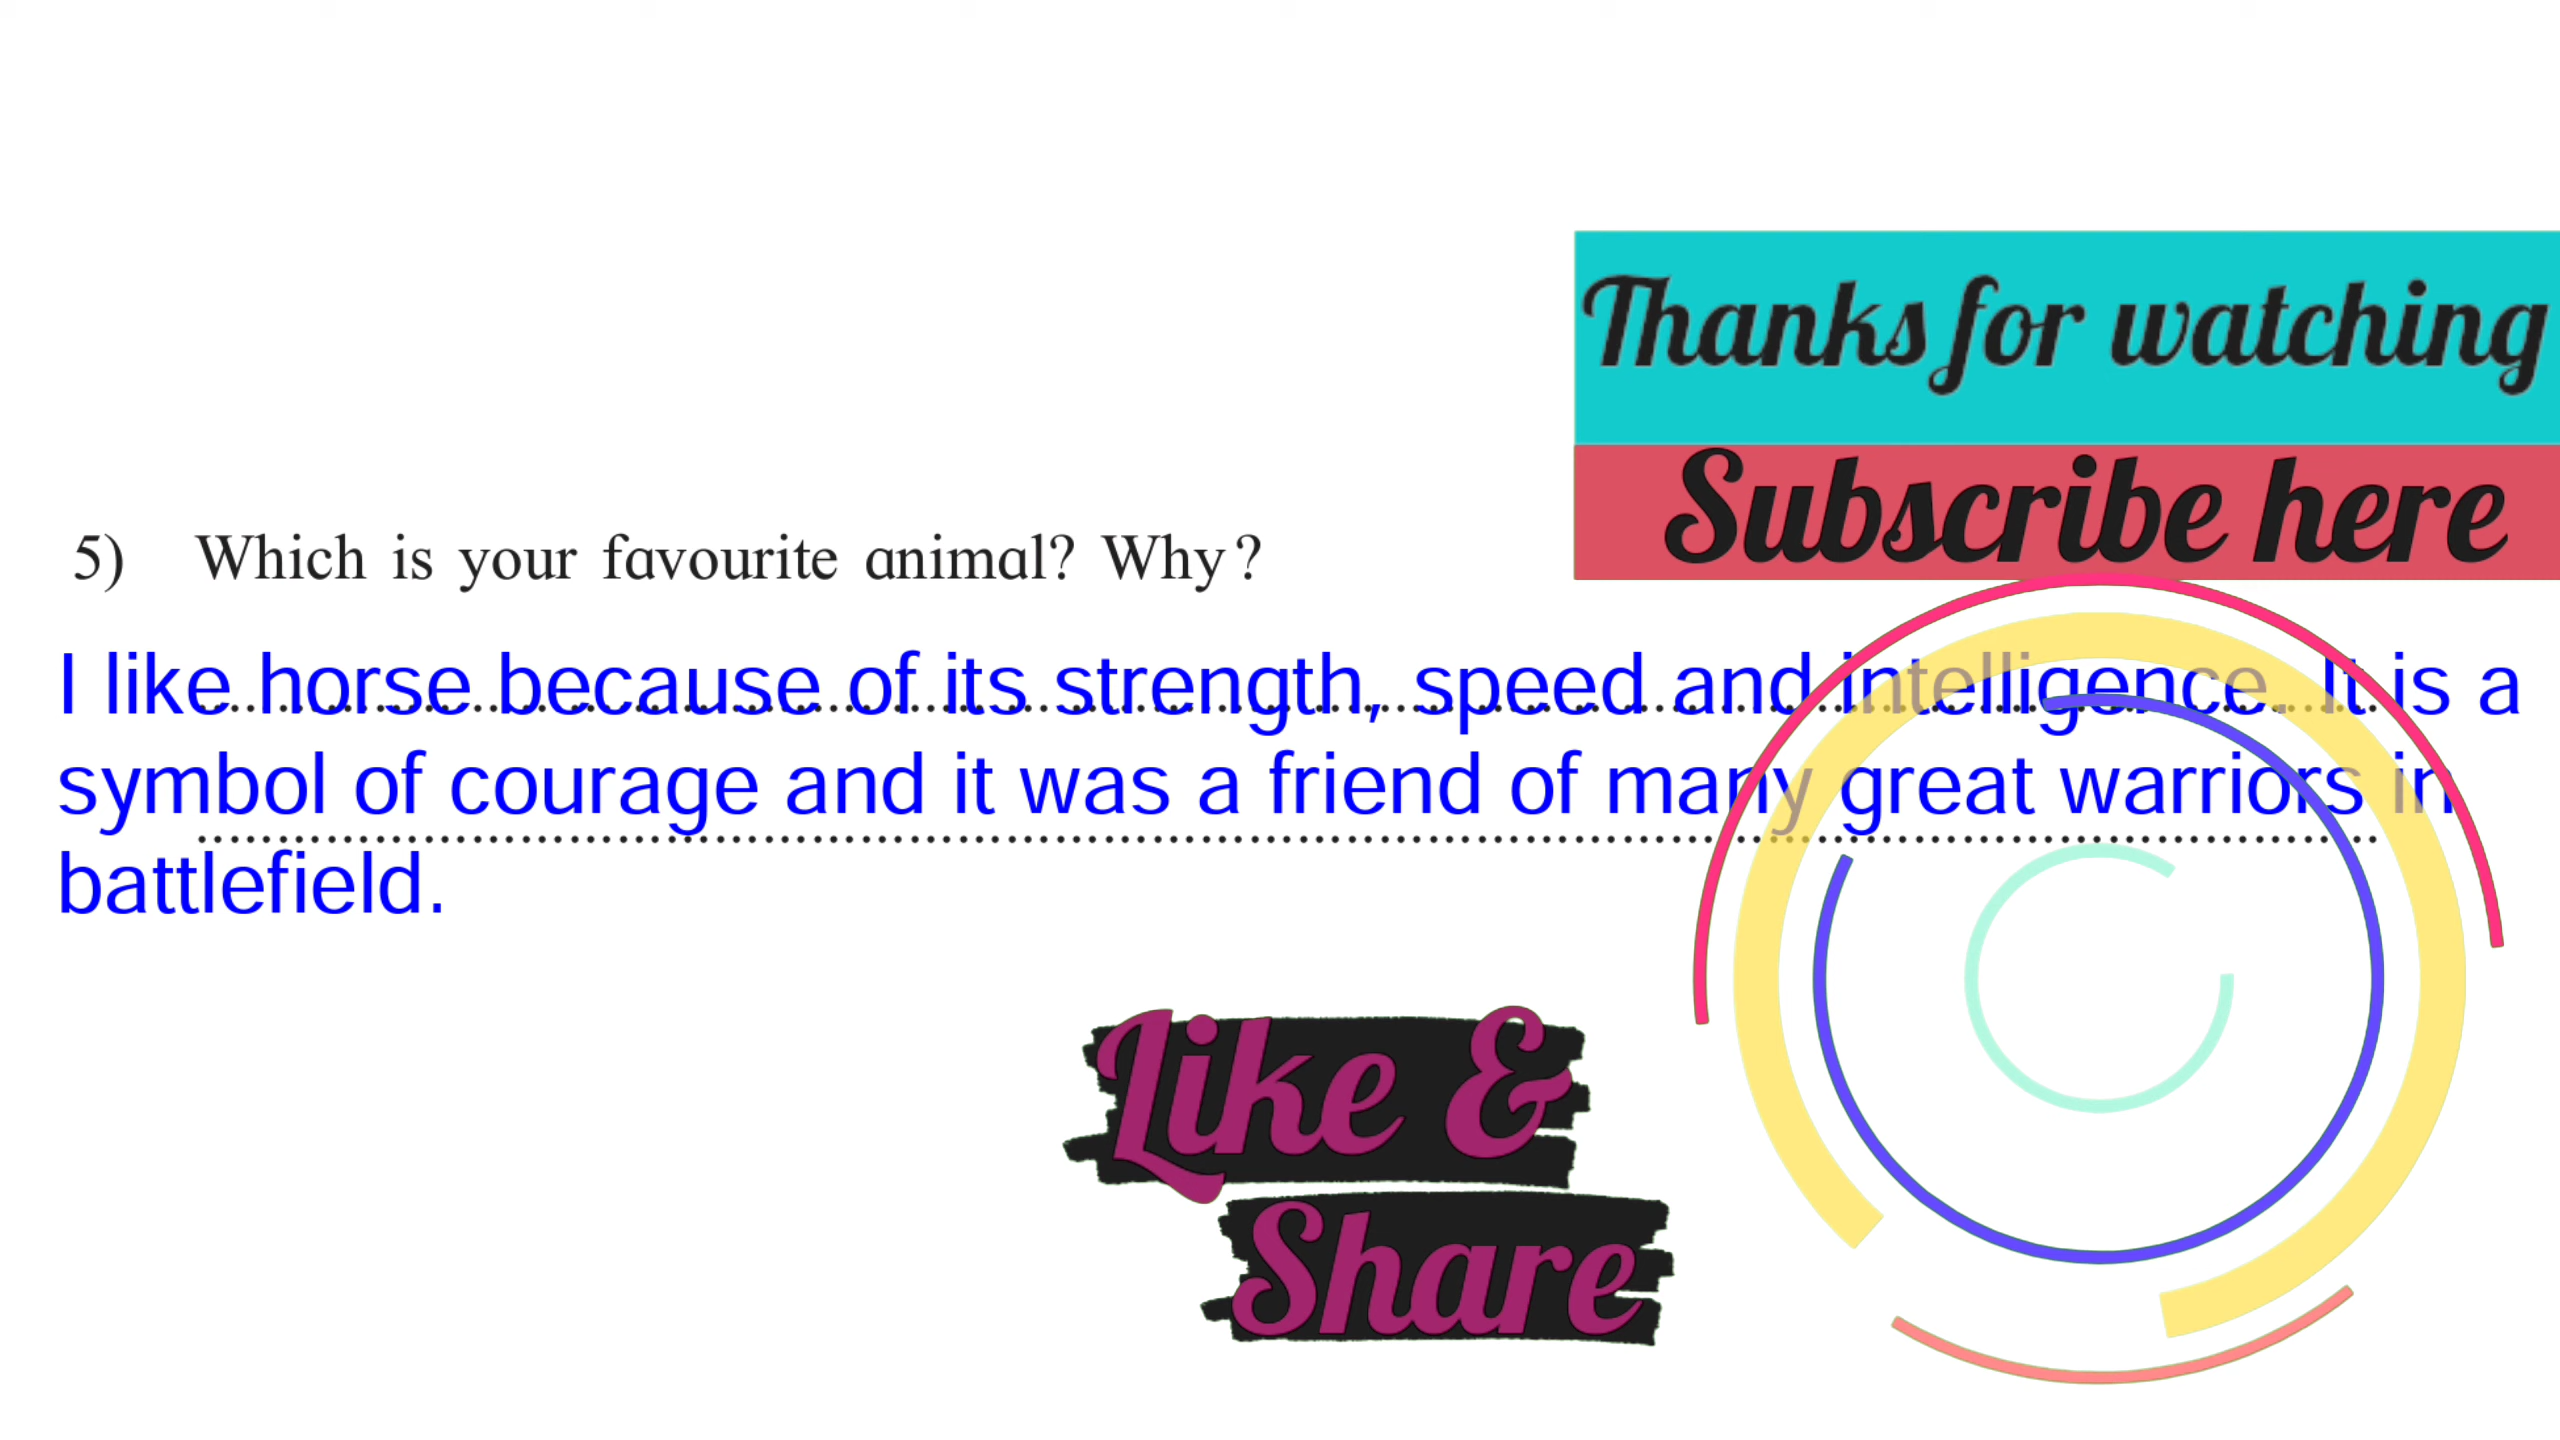 Thanks for watching
Subscribe here
5) Which is your favourite animal? Why?
I like horse because of its strength, speed and intelligence. It is a
symbol of courage and it was a friend of many great warriors in
battlefield.
Like &
Share